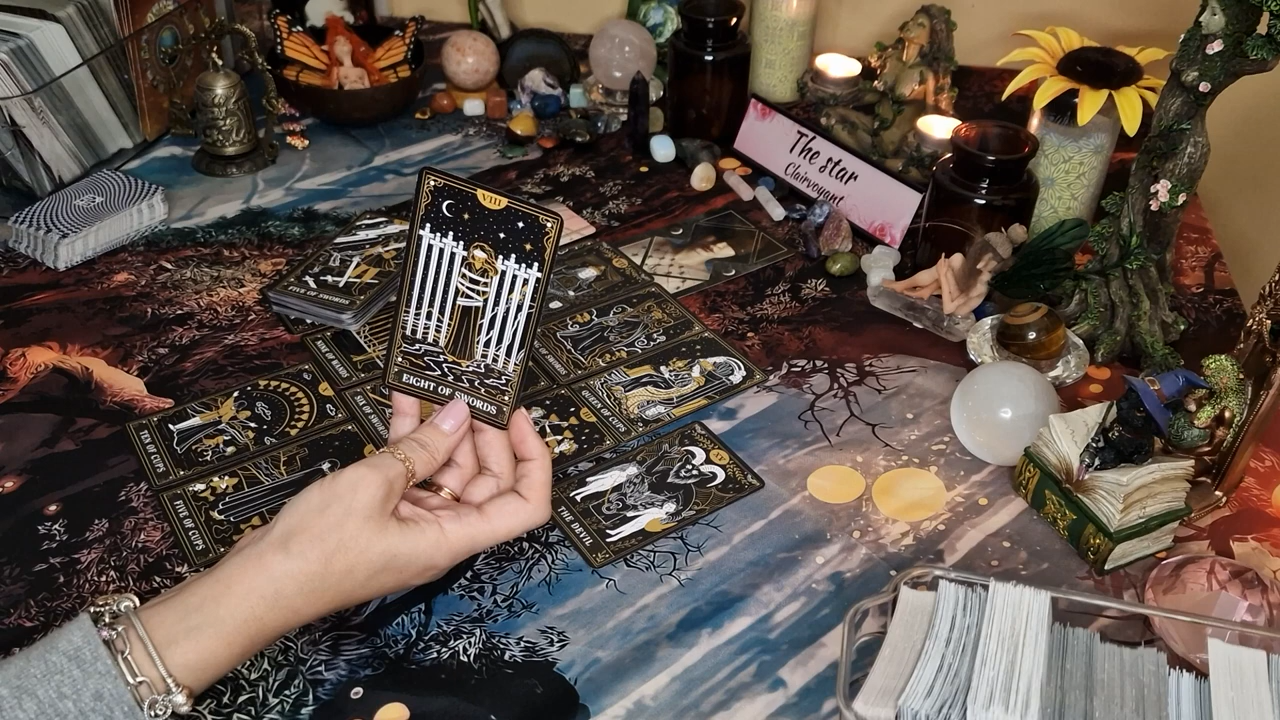 The star
Clairvoyant
VIII
EIGHT OF SWORDS
FIVE OF SWORDS
TEN OF CUPS
FIVE OF CUPS
QUEEN OF CUPS
XV
THE DEVIL